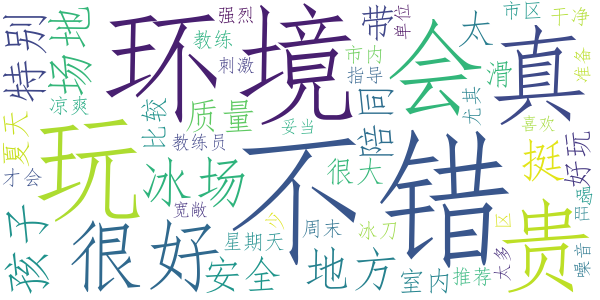 强烈
带
单位
市区
干净
特别
场地
环境
教练
刺激
会
太
真
市内
指导
滑
尤其
准备
凉爽
比较
质量
陪同
妥当
喜欢
夏天
玩
教练员
不错
挺
好玩
才会
冰场
很大
旺
喝
孩子
很好
宽敞
少
区
贵
星期天
周末
冰刀
安全
地方
室内
推荐
太多
噪音